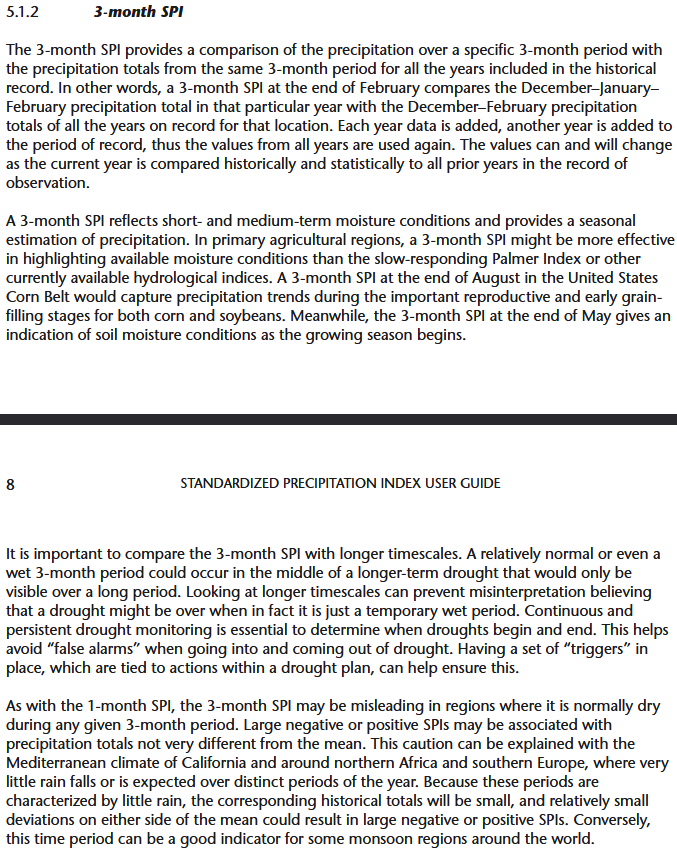 5.1.2 3-month SPI
The 3-month SPI provides a comparison of the precipitation over a specific 3-month period with
the precipitation totals from the same 3-month period for all the years included in the historical
record. In other words, a 3-month SPI at the end of February compares the December–January–
February precipitation total in that particular year with the December–February precipitation
totals of all the years on record for that location. Each year data is added, another year is added to
the period of record, thus the values from all years are used again. The values can and will change
as the current year is compared historically and statistically to all prior years in the record of
observation.
A 3-month SPI reflects short- and medium-term moisture conditions and provides a seasonal
estimation of precipitation. In primary agricultural regions, a 3-month SPI might be more effective
in highlighting available moisture conditions than the slow-responding Palmer Index or other
currently available hydrological indices. A 3-month SPI at the end of August in the United States
Corn Belt would capture precipitation trends during the important reproductive and early grain-
filling stages for both corn and soybeans. Meanwhile, the 3-month SPI at the end of May gives an
indication of soil moisture conditions as the growing season begins.
8 STANDARDIZED PRECIPITATION INDEX USER GUIDE
It is important to compare the 3-month SPI with longer timescales. A relatively normal or even a
wet 3-month period could occur in the middle of a longer-term drought that would only be
visible over a long period. Looking at longer timescales can prevent misinterpretation believing
that a drought might be over when in fact it is just a temporary wet period. Continuous and
persistent drought monitoring is essential to determine when droughts begin and end. This helps
avoid “false alarms” when going into and coming out of drought. Having a set of “triggers” in
place, which are tied to actions within a drought plan, can help ensure this.
As with the 1-month SPI, the 3-month SPI may be misleading in regions where it is normally dry
during any given 3-month period. Large negative or positive SPIs may be associated with
precipitation totals not very different from the mean. This caution can be explained with the
Mediterranean climate of California and around northern Africa and southern Europe, where very
little rain falls or is expected over distinct periods of the year. Because these periods are
characterized by little rain, the corresponding historical totals will be small, and relatively small
deviations on either side of the mean could result in large negative or positive SPIs. Conversely,
this time period can be a good indicator for some monsoon regions around the world.